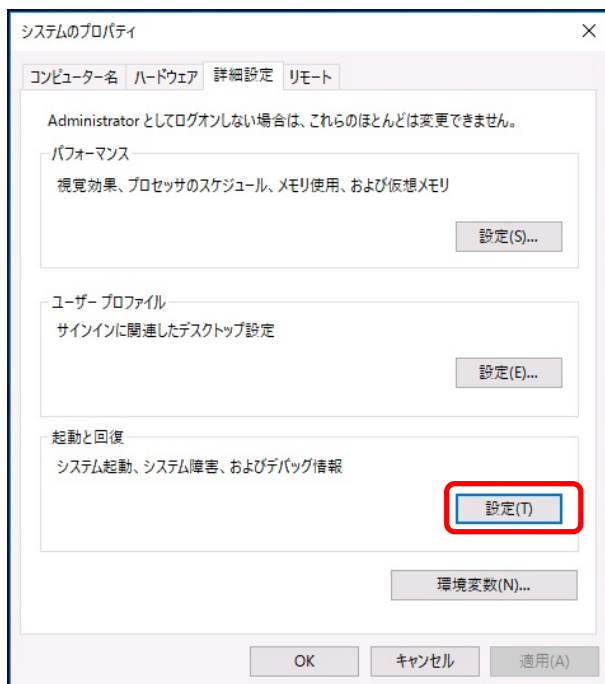 システムのプロパティ
コンピューター名 ハードウェア 詳細設定 リモート
Administrator としてログオンしない場合は、これらのほとんどは変更できません。
パフォーマンス
視覚効果、プロセッサのスケジュール、メモリ使用、および仮想メモリ
設定(S)...
ユーザー プロファイル
サインインに関連したデスクトップ設定
設定(E)...
起動と回復
システム起動、システム障害、およびデバッグ情報
設定(T)
環境変数(N)...
OK キャンセル 適用(A)